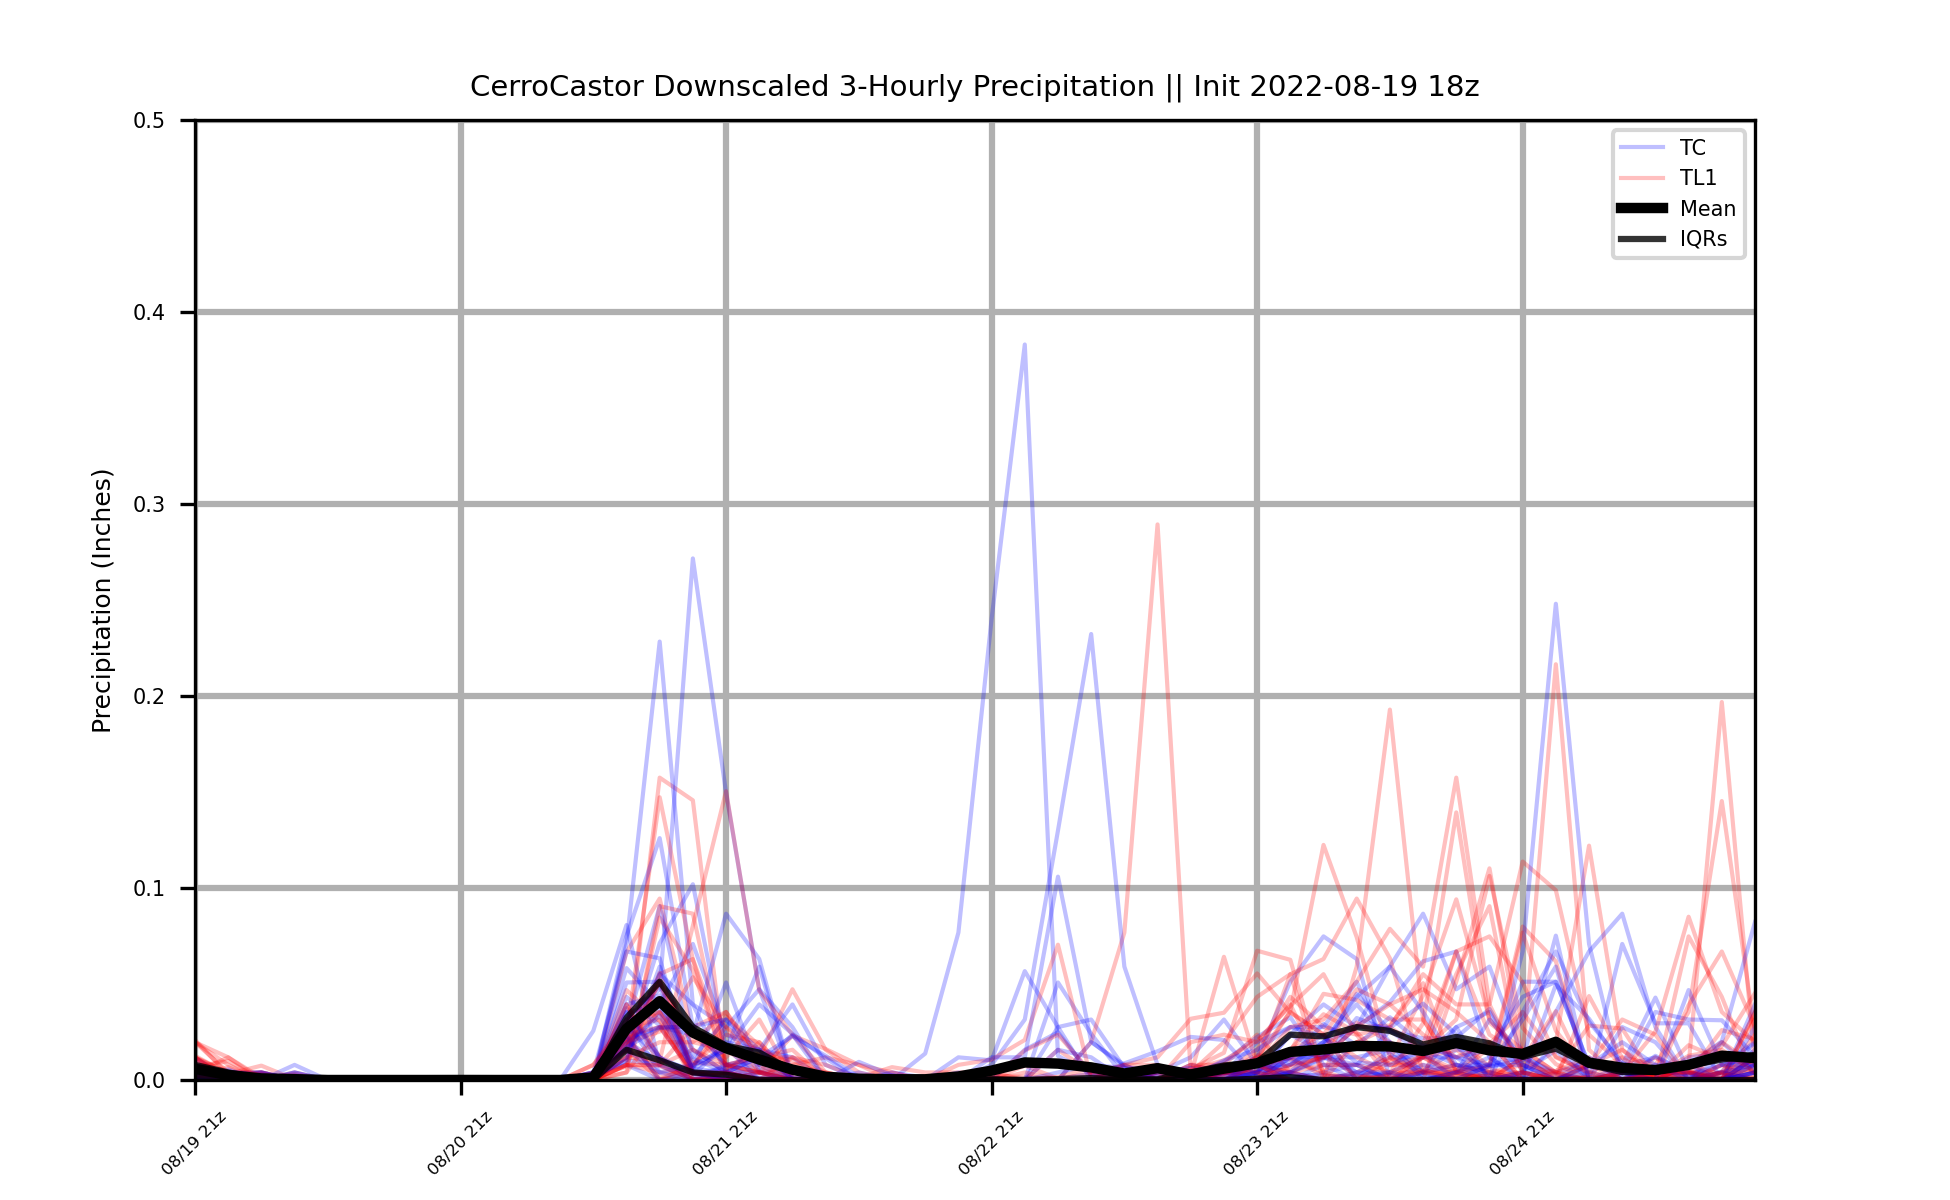 CerroCastor Downscaled 3-Hourly Precipitation || Init 2022-08-19 18z
Precipitation (Inches)
0.5
0.4
0.3
0.2
0.1
0.0
TC
TL1
Mean
IQRs
08/19 21z
08/20 21z
08/21 21z
08/22 21z
08/23 21z
08/24 21z